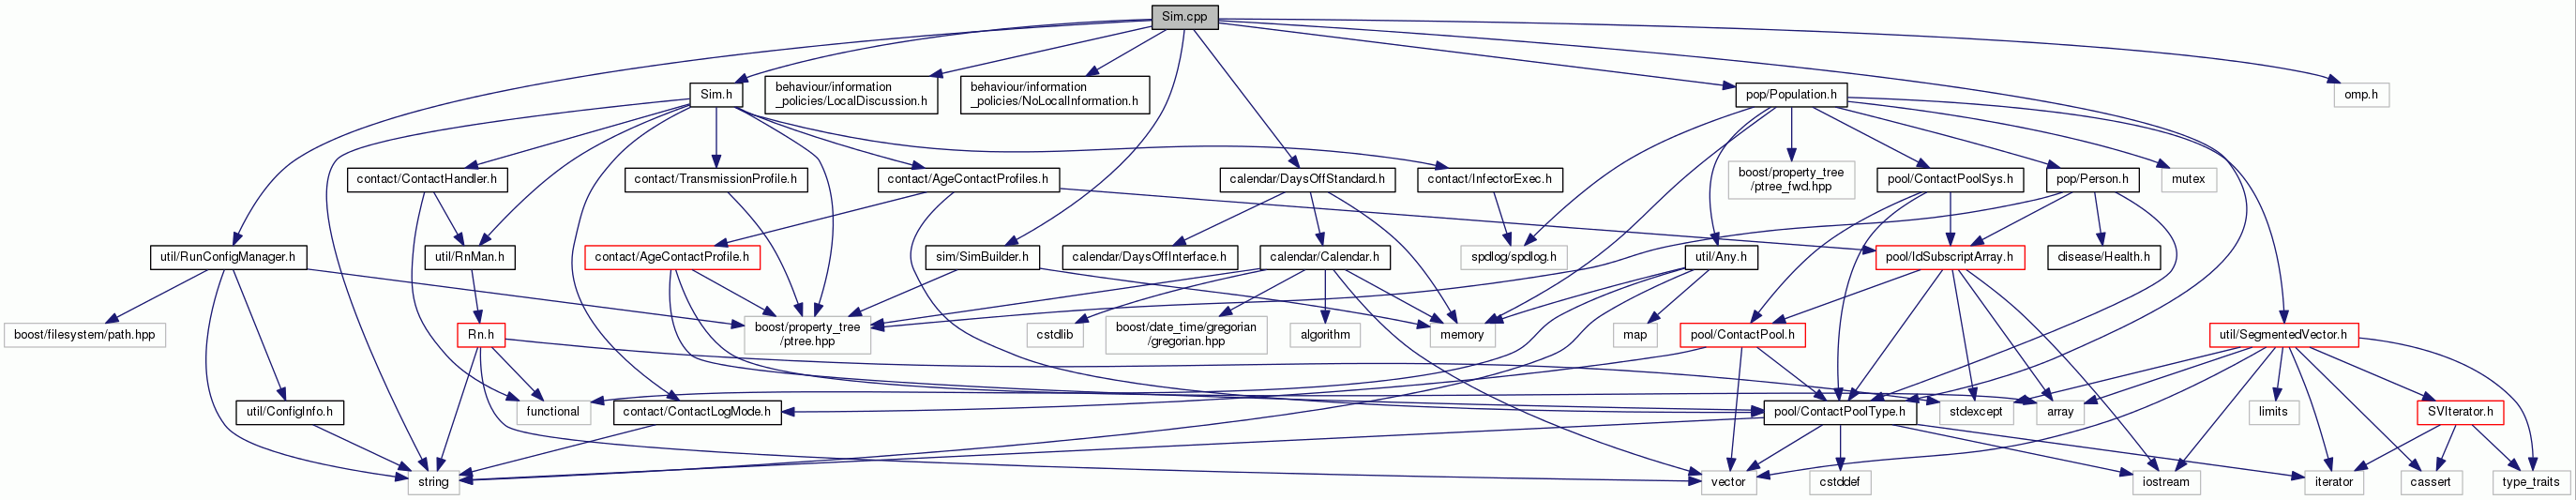 Sim.cpp
Sim.h
behaviour/information
_policies/LocalDiscussion.h
behaviour/information
_policies/NoLocalInformation.h
pop/Population.h
omp.h
contact/ContactHandler.h
contact/TransmissionProfile.h
contact/AgeContactProfiles.h
calendar/DaysOffStandard.h
contact/InfectorExec.h
boost/property_tree
/ptree_fwd.hpp
pool/ContactPoolSys.h
pop/Person.h
mutex
util/RunConfigManager.h
util/RnMan.h
contact/AgeContactProfile.h
sim/SimBuilder.h
calendar/DaysOffInterface.h
calendar/Calendar.h
spdlog/spdlog.h
util/Any.h
pool/IdSubscriptArray.h
disease/Health.h
boost/filesystem/path.hpp
Rn.h
boost/property_tree
/ptree.hpp
cstdlib
boost/date_time/gregorian
/gregorian.hpp
algorithm
memory
map
pool/ContactPool.h
util/SegmentedVector.h
util/ConfigInfo.h
functional
contact/ContactLogMode.h
pool/ContactPoolType.h
stdexcept
array
limits
SVIterator.h
string
vector
cstddef
iostream
iterator
cassert
type_traits